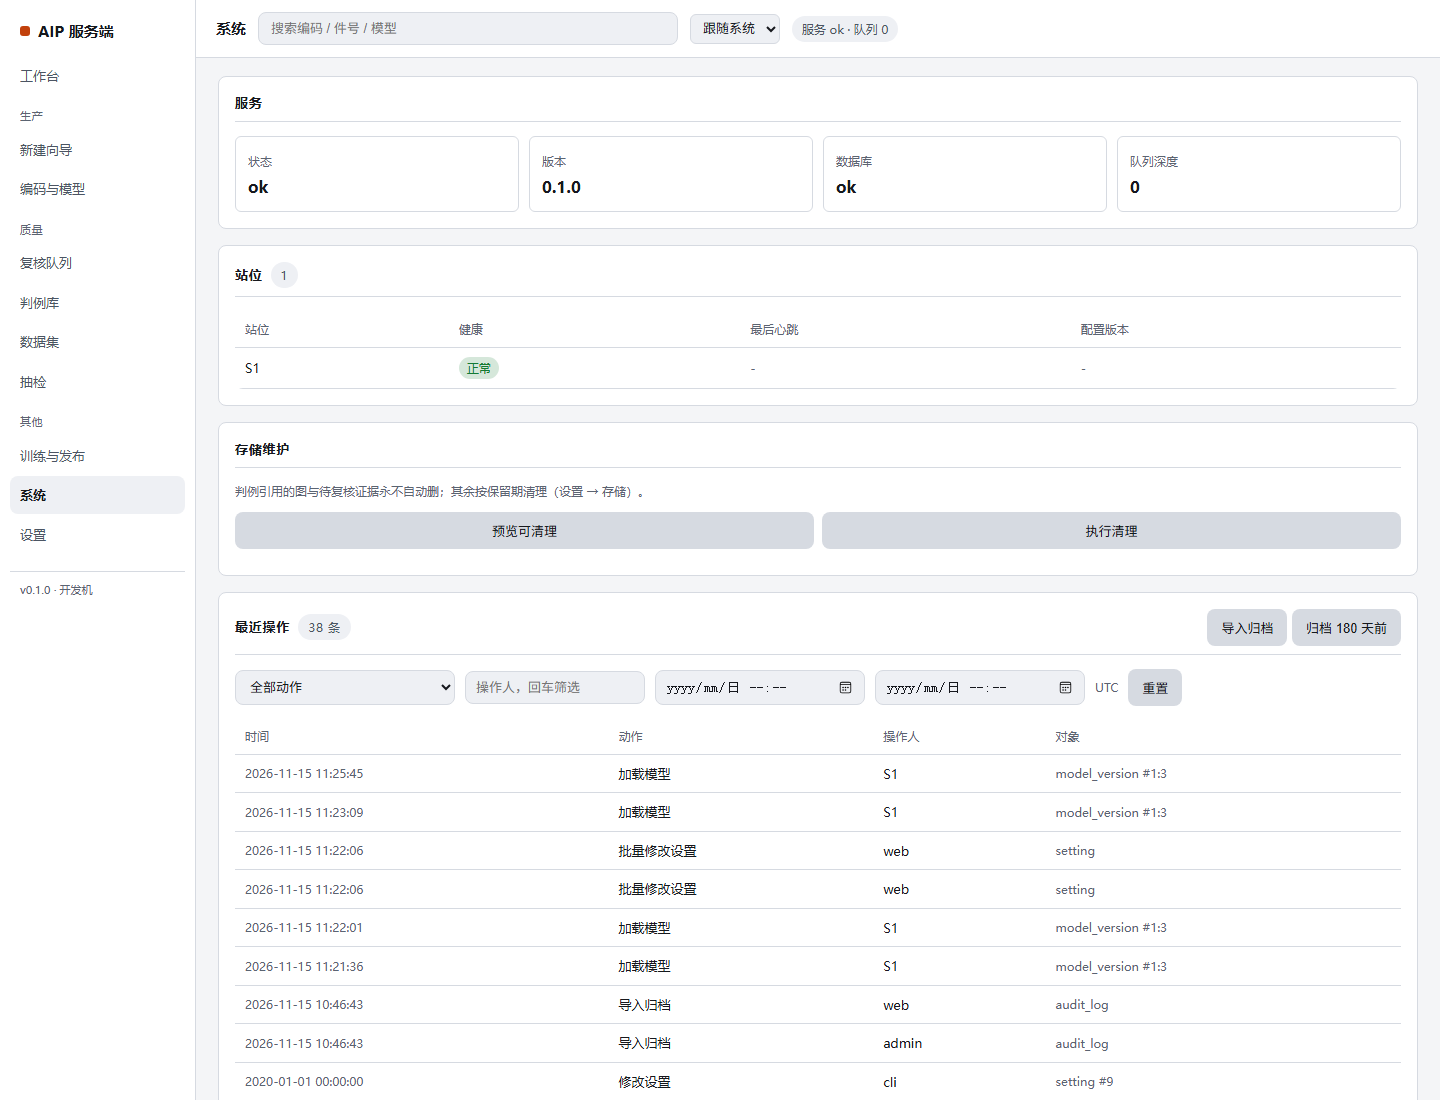 AIP 服务端
工作台
生产
新建向导
编码与模型
质量
复核队列
判例库
数据集
抽检
其他
训练与发布
系统
设置
v0.1.0 · 开发机
系统 搜索编码 / 件号 / 模型 跟随系统 服务 ok · 队列 0
服务
状态 版本 数据库 队列深度
ok 0.1.0 ok 0
站位 1
站位 健康 最后心跳 配置版本
S1 正常 - -
存储维护
判例引用的图与待复核证据永不自动删；其余按保留期清理（设置 → 存储）。
预览可清理 执行清理
最近操作 38 条 导入归档 归档 180 天前
全部动作 操作人，回车筛选 yyyy/mm/日 --:-- yyyy/mm/日 --:-- UTC 重置
时间 动作 操作人 对象
2026-11-15 11:25:45 加载模型 S1 model_version #1:3
2026-11-15 11:23:09 加载模型 S1 model_version #1:3
2026-11-15 11:22:06 批量修改设置 web setting
2026-11-15 11:22:06 批量修改设置 web setting
2026-11-15 11:22:01 加载模型 S1 model_version #1:3
2026-11-15 11:21:36 加载模型 S1 model_version #1:3
2026-11-15 10:46:43 导入归档 web audit_log
2026-11-15 10:46:43 导入归档 admin audit_log
2020-01-01 00:00:00 修改设置 cli setting #9